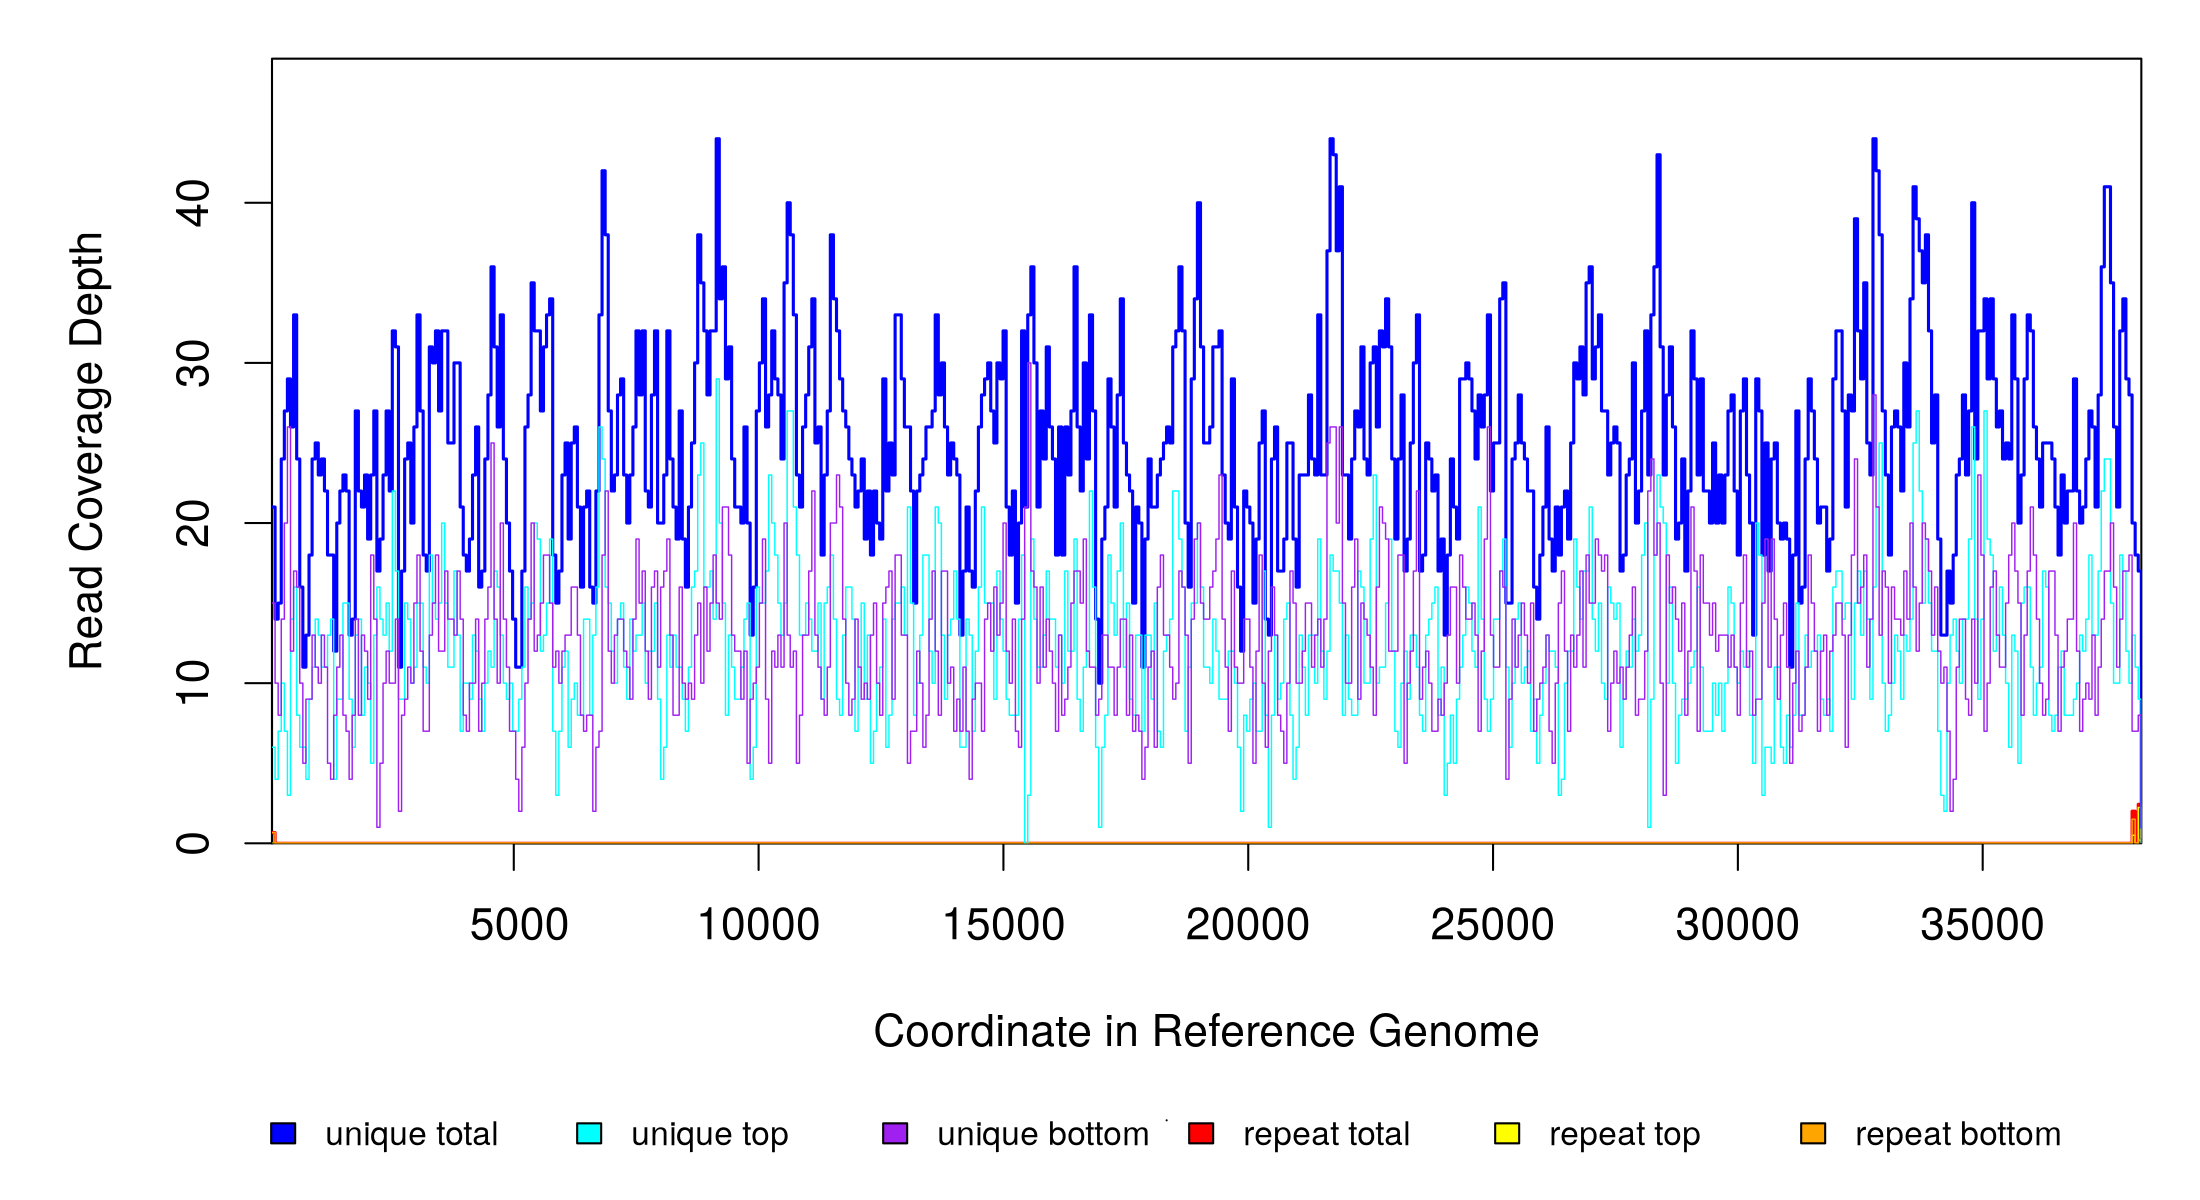 Read Coverage Depth
40
30
20
10
0
5000 10000 15000 20000 25000 30000 35000
Coordinate in Reference Genome
unique total unique top unique bottom repeat total repeat top repeat bottom